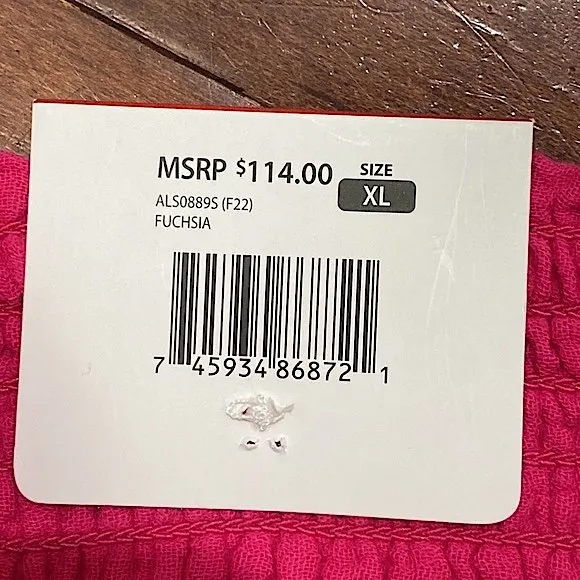 MSRP $114.00 SIZE
XL
ALS0889S (F22)
FUCHSIA
7 45934 86872 1